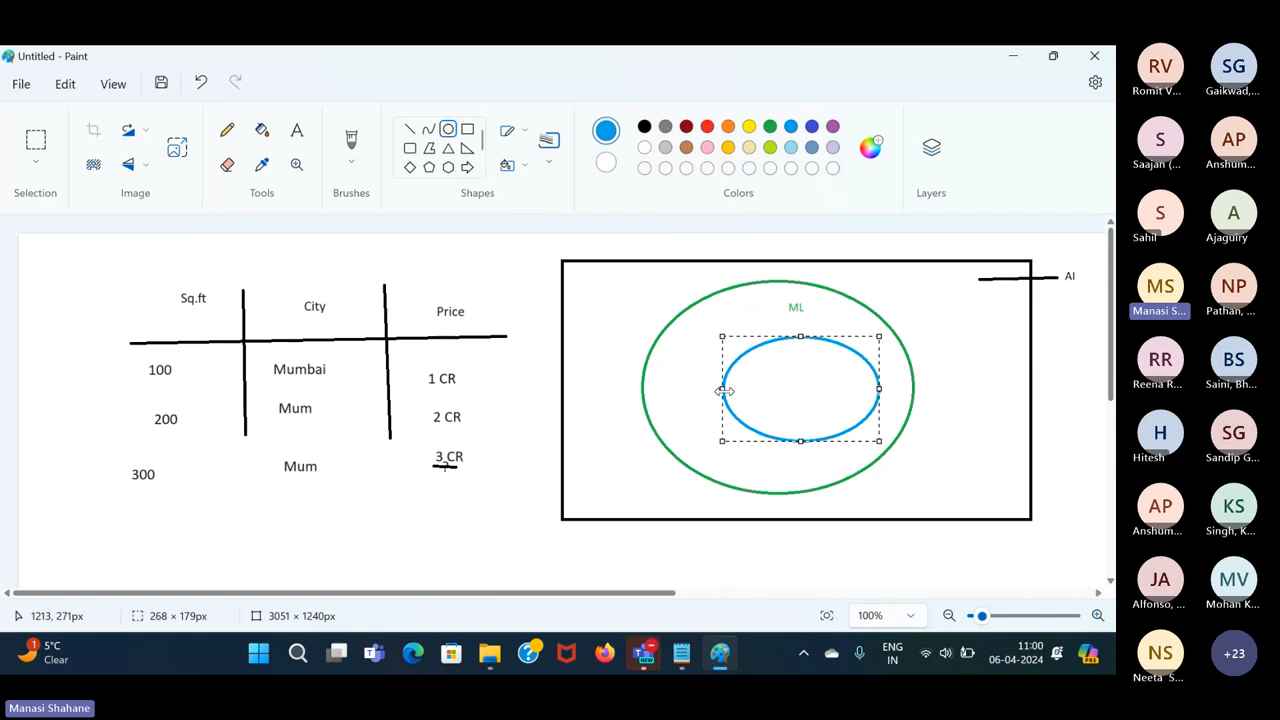 Untitled - Paint
File Edit View
Selection Image Tools Brushes Shapes Colors Layers
Sq.ft City Price
100 Mumbai 1 CR
200 Mum 2 CR
300 Mum 3 CR
ML
AI
1213, 271px 268 × 179px 3051 × 1240px 100%
1
5°C
Clear
NEW
ENG
IN
11:00
06-04-2024
PRE
Manasi Shahane
RV
Romit V...
SG
Gaikwad,...
S
Saajan (...
AP
Anshum...
S
Sahil
A
Ajaguiry
MS
Manasi S...
NP
Pathan, ...
RR
Reena R...
BS
Saini, Bh...
H
Hitesh
SG
Sandip G...
AP
Anshum...
KS
Singh, K...
JA
Alfonso, ...
MV
Mohan K...
NS
Neeta S...
+23